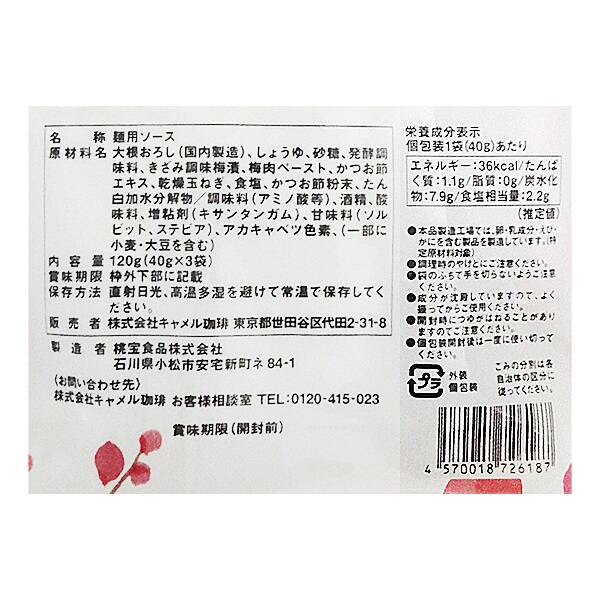 名　　称　麺用ソース
原材料名　大根おろし（国内製造）、しょうゆ、砂糖、発酵調
味料、きざみ調味梅漬、梅肉ペースト、かつお節
エキス、乾燥玉ねぎ、食塩、かつお節粉末、たん
白加水分解物／調味料（アミノ酸等）、酒精、酸
味料、増粘剤（キサンタンガム）、甘味料（ソル
ビット、ステビア）、アカキャベツ色素、（一部に
小麦・大豆を含む）
内 容 量　120g（40g×3袋）
賞味期限　枠外下部に記載
保存方法　直射日光、高温多湿を避けて常温で保存してく
ださい。
販 売 者　株式会社キャメル珈琲 東京都世田谷区代田2-31-8
製 造 者　桃宝食品株式会社
石川県小松市安宅新町ネ84-1
〈お問い合わせ先〉
株式会社キャメル珈琲 お客様相談室 TEL:0120-415-023
賞味期限（開封前）
栄養成分表示
個包装1袋（40g）あたり
エネルギー：36kcal/たんぱ
く質：1.1g/脂質：0g/炭水化
物：7.9g/食塩相当量：2.2g
（推定値）
●本品製造工場では、卵・乳成分・えび・
かにを含む製品を製造しています。（特
定原材料対象）
●調理時のやけどにご注意ください。
●袋のふちで手を切らないようご注意
ください。
●成分が沈殿していますので、よく
振ってからご使用ください。
●開封時につゆがはねることがあり
ますのでご注意ください。
●個包装開封後は一度に使い切って
ください。
プラ
外装
個包装
ごみの分別は各
自治体の区分に
従ってください。
4 570018 726187